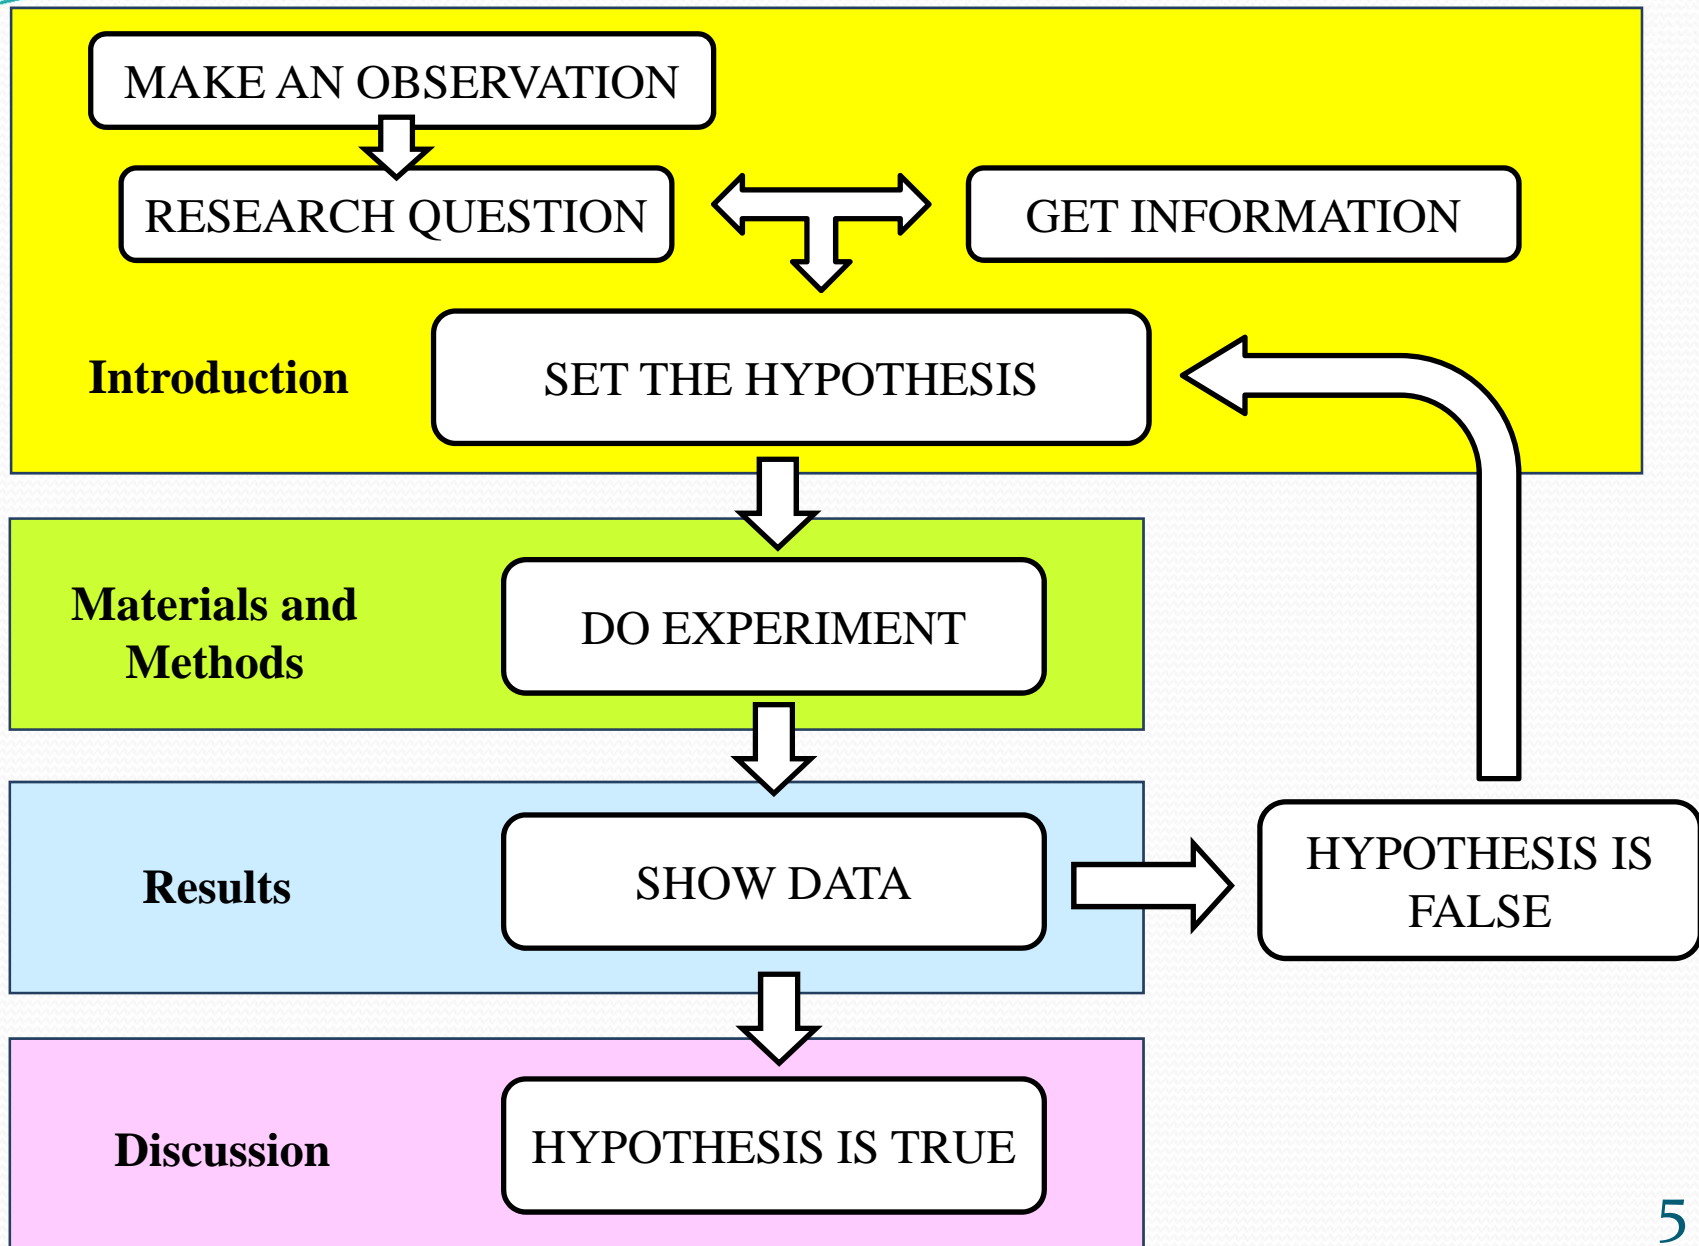 MAKE AN OBSERVATION
RESEARCH QUESTION
GET INFORMATION
Introduction
SET THE HYPOTHESIS
Materials and
Methods
DO EXPERIMENT
Results
SHOW DATA
HYPOTHESIS IS
FALSE
Discussion
HYPOTHESIS IS TRUE
5